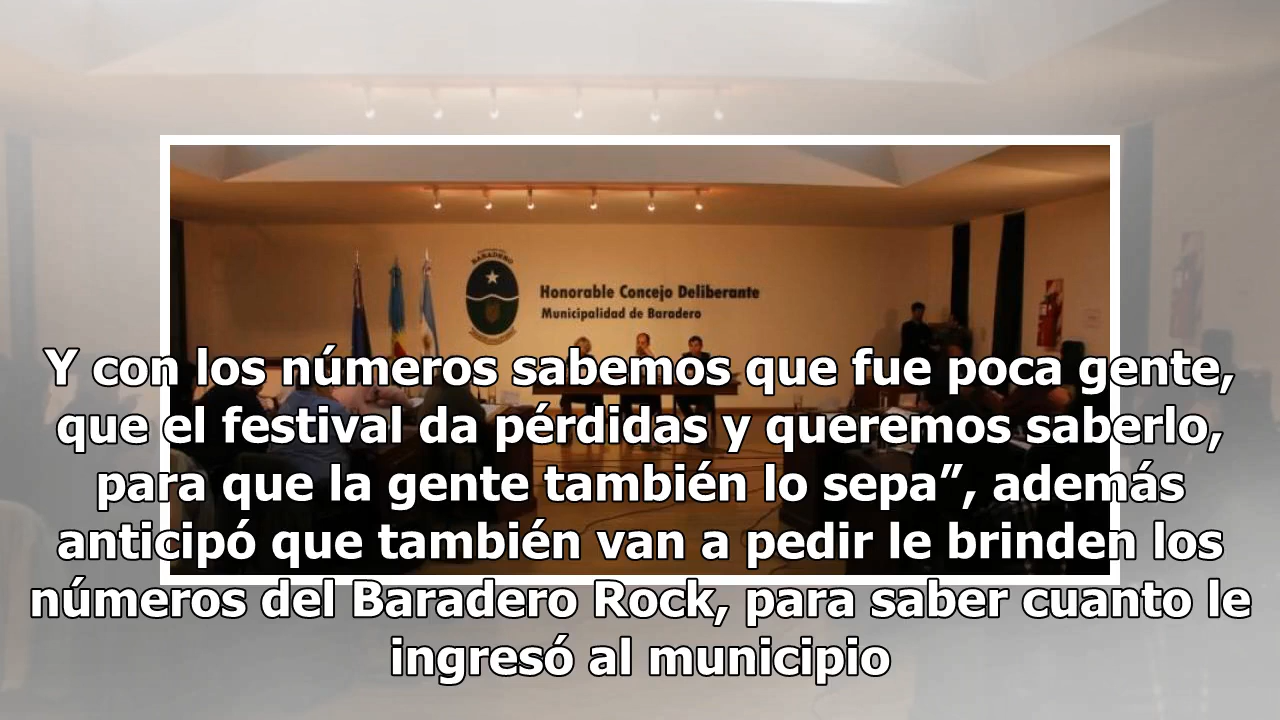 BARADERO
Honorable Concejo Deliberante
Municipalidad de Baradero
Y con los números sabemos que fue poca gente,
que el festival da pérdidas y queremos saberlo,
para que la gente también lo sepa”, además
anticipó que también van a pedir le brinden los
números del Baradero Rock, para saber cuanto le
ingresó al municipio